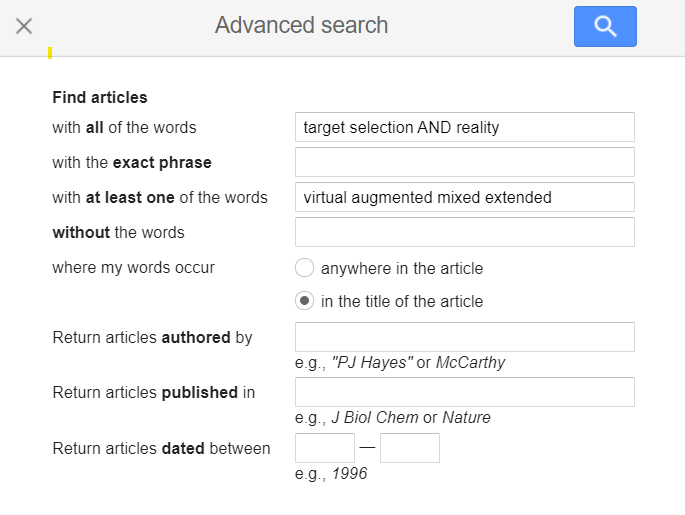 Advanced search
Find articles
with all of the words
target selection AND reality
with the exact phrase
with at least one of the words
virtual augmented mixed extended
without the words
where my words occur
anywhere in the article
in the title of the article
Return articles authored by
e.g., "PJ Hayes" or McCarthy
Return articles published in
e.g., J Biol Chem or Nature
Return articles dated between
—
e.g., 1996